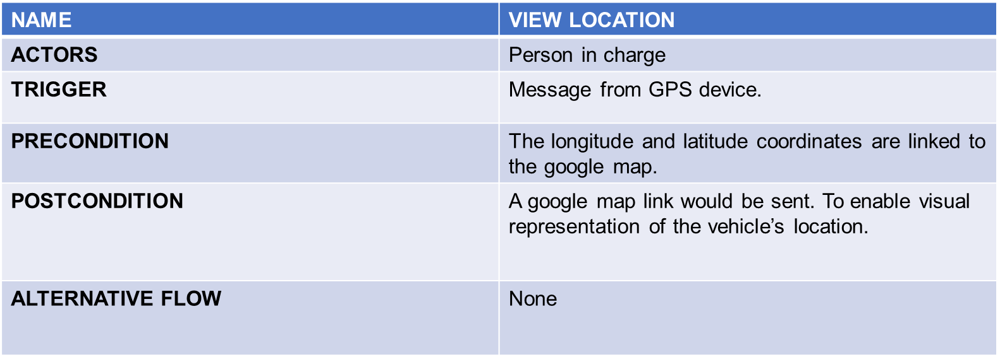 NAME
VIEW LOCATION
ACTORS
Person in charge
TRIGGER
Message from GPS device.
PRECONDITION
The longitude and latitude coordinates are linked to
the google map.
POSTCONDITION
A google map link would be sent. To enable visual
representation of the vehicle’s location.
ALTERNATIVE FLOW
None